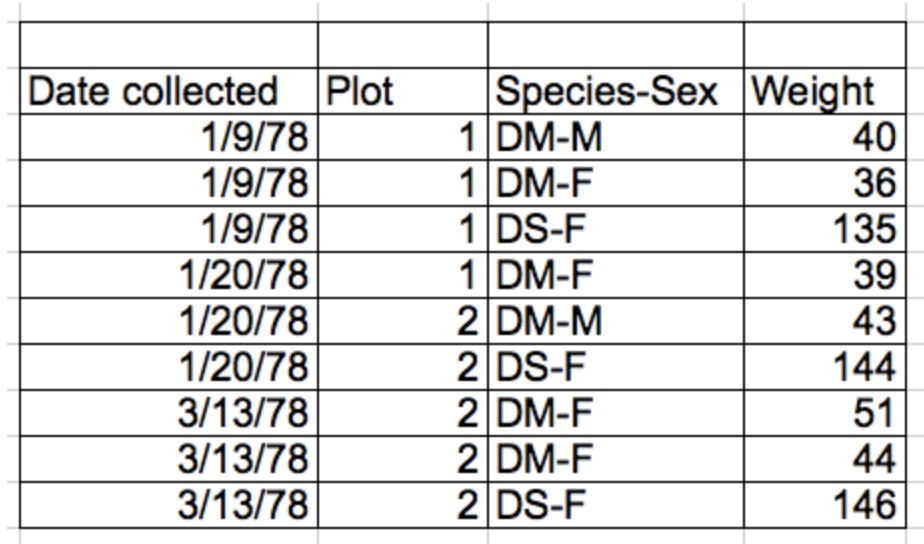 Date collected Plot Species-Sex Weight
1/9/78 1 DM-M 40
1/9/78 1 DM-F 36
1/9/78 1 DS-F 135
1/20/78 1 DM-F 39
1/20/78 2 DM-M 43
1/20/78 2 DS-F 144
3/13/78 2 DM-F 51
3/13/78 2 DM-F 44
3/13/78 2 DS-F 146